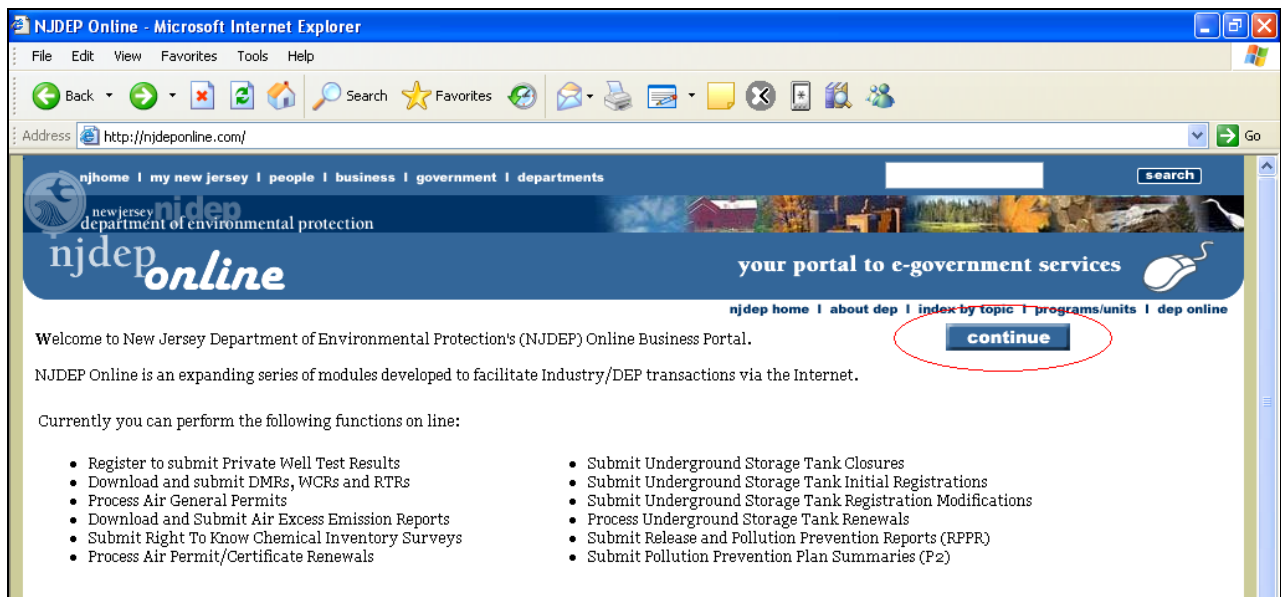 NJDEP Online - Microsoft Internet Explorer
File Edit View Favorites Tools Help
Back Search Favorites
Address http://njdeponline.com/ Go
njhome I my new jersey I people I business I government I departments search
njdep
new jersey
department of environmental protection
njdep online
your portal to e-government services
njdep home I about dep I index by topic I programs/units I dep online
Welcome to New Jersey Department of Environmental Protection's (NJDEP) Online Business Portal.
continue
NJDEP Online is an expanding series of modules developed to facilitate Industry/DEP transactions via the Internet.
Currently you can perform the following functions on line:
• Register to submit Private Well Test Results
• Download and submit DMRs, WCRs and RTRs
• Process Air General Permits
• Download and Submit Air Excess Emission Reports
• Submit Right To Know Chemical Inventory Surveys
• Process Air Permit/Certificate Renewals
• Submit Underground Storage Tank Closures
• Submit Underground Storage Tank Initial Registrations
• Submit Underground Storage Tank Registration Modifications
• Process Underground Storage Tank Renewals
• Submit Release and Pollution Prevention Reports (RPPR)
• Submit Pollution Prevention Plan Summaries (P2)